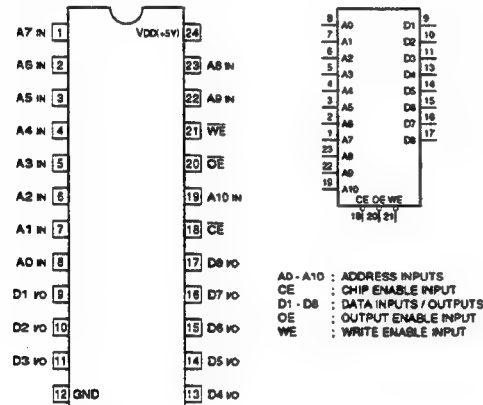 A7 IN 1
A6 IN 2
A5 IN 3
A4 IN 4
A3 IN 5
A2 IN 6
A1 IN 7
A0 IN 8
D1 I/O 9
D2 I/O 10
D3 I/O 11
12 GND
VDD(+5V) 24
23 A8 IN
22 A9 IN
21 WE
20 OE
19 A10 IN
18 CE
17 D8 I/O
16 D7 I/O
15 D6 I/O
14 D5 I/O
13 D4 I/O
8 A0 D1 9
7 A1 D2 10
6 A2 D3 11
5 A3 D4 13
4 A4 D5 14
3 A5 D6 15
2 A6 D7 16
1 A7 D8 17
23 A8
22 A9
19 A10
CE OE WE
18 20 21
A0 - A10 : ADDRESS INPUTS
CE : CHIP ENABLE INPUT
D1 - D8 : DATA INPUTS / OUTPUTS
OE : OUTPUT ENABLE INPUT
WE : WRITE ENABLE INPUT